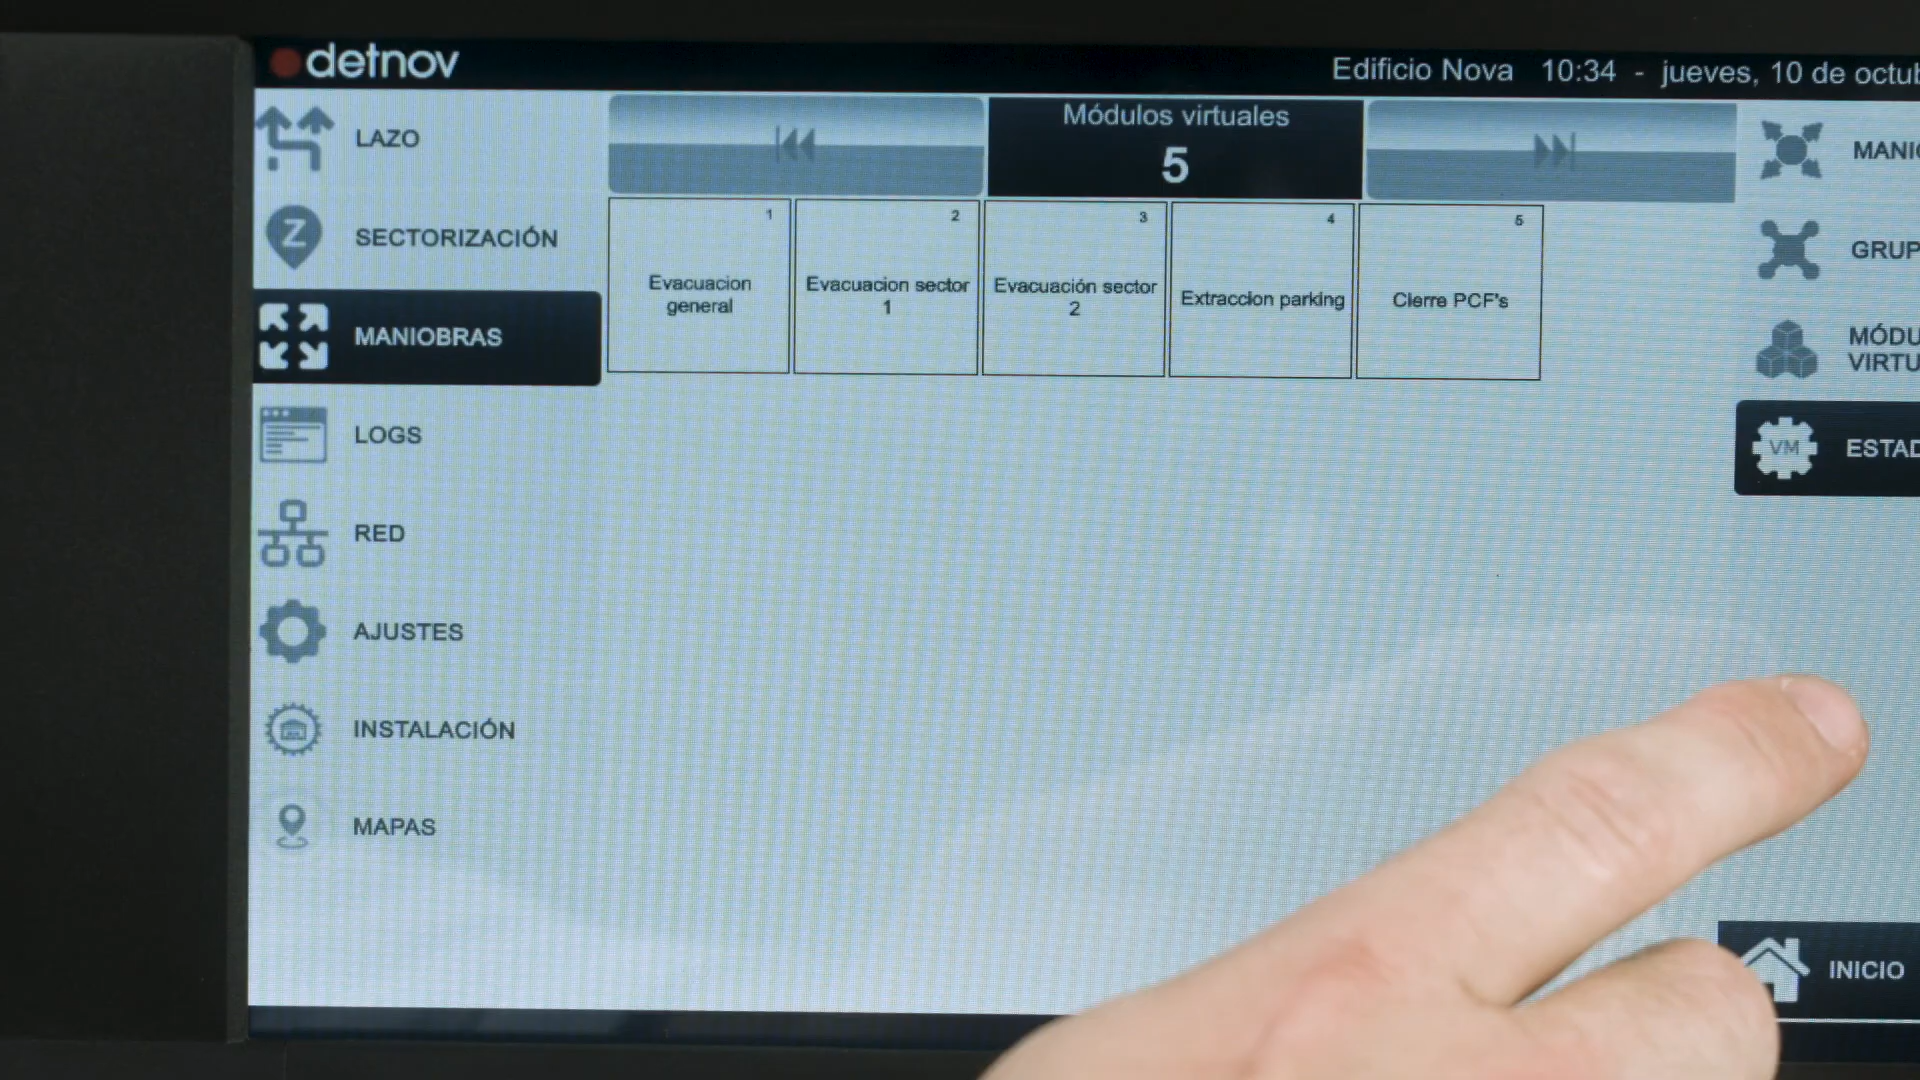 detnov
Edificio Nova 10:34 - jueves, 10 de octub
LAZO
SECTORIZACIÓN
MANIOBRAS
LOGS
RED
AJUSTES
INSTALACIÓN
MAPAS
Módulos virtuales
5
1
Evacuacion
general
2
Evacuacion sector
1
3
Evacuación sector
2
4
Extraccion parking
5
Cierre PCF's
MANIO
GRUP
MÓDU
VIRTU
VM
ESTAD
INICIO
Z